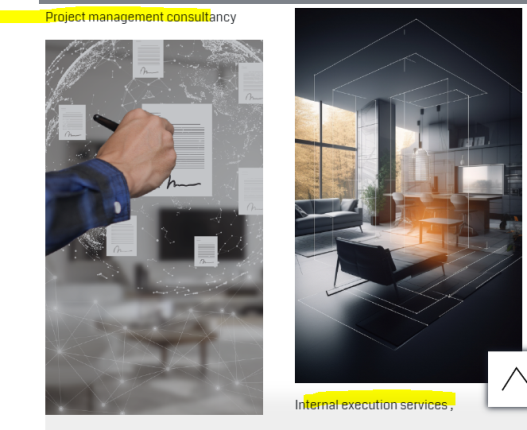 Project management consultancy
Internal execution services ,